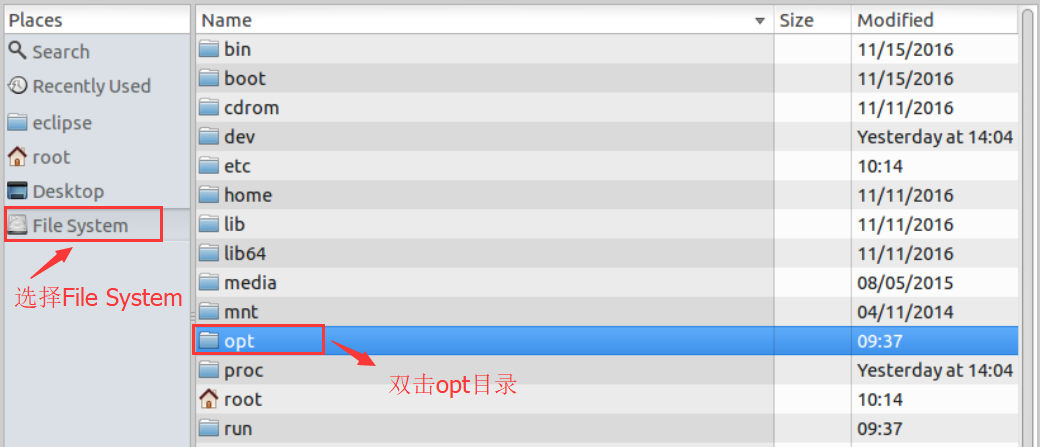 Places
Search
Recently Used
eclipse
root
Desktop
File System
选择File System
Name Size Modified
bin 11/15/2016
boot 11/15/2016
cdrom 11/11/2016
dev Yesterday at 14:04
etc 10:14
home 11/11/2016
lib 11/11/2016
lib64 11/11/2016
media 08/05/2015
mnt 04/11/2014
opt 09:37
proc Yesterday at 14:04
双击opt目录
root 10:14
run 09:37